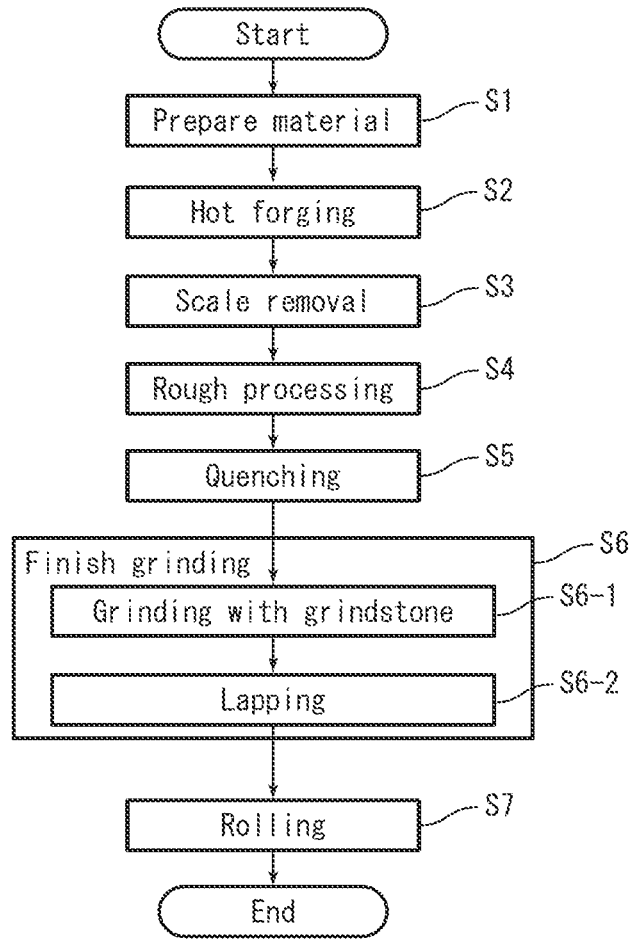 Start
Prepare material
S1
Hot forging
S2
Scale removal
S3
Rough processing
S4
Quenching
S5
Finish grinding
S6
Grinding with grindstone
S6-1
Lapping
S6-2
Rolling
S7
End